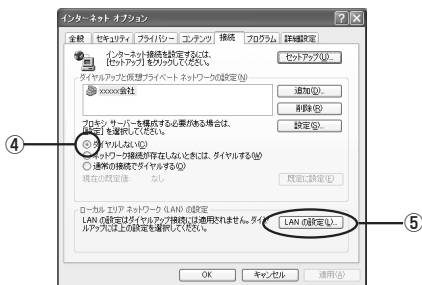 インターネット オプション
全般 セキュリティ プライバシー コンテンツ 接続 プログラム 詳細設定
インターネット接続を設定するには、
[セットアップ] をクリックしてください。
セットアップ(U)...
ダイヤルアップと仮想プライベート ネットワークの設定(N)
xxxxx会社
追加(D)...
削除(R)
プロキシ サーバーを構成する必要がある場合は、
[設定] を選択してください。
設定(S)...
④
ダイヤルしない(C)
ネットワーク接続が存在しないときには、ダイヤルする(W)
通常の接続でダイヤルする(O)
現在の既定値: なし
既定に設定(E)
ローカル エリア ネットワーク (LAN) の設定
LAN の設定はダイヤルアップ接続には適用されません。ダイヤ
ルアップには上の設定を選択してください。
LAN の設定(L)...
⑤
OK キャンセル 適用(A)